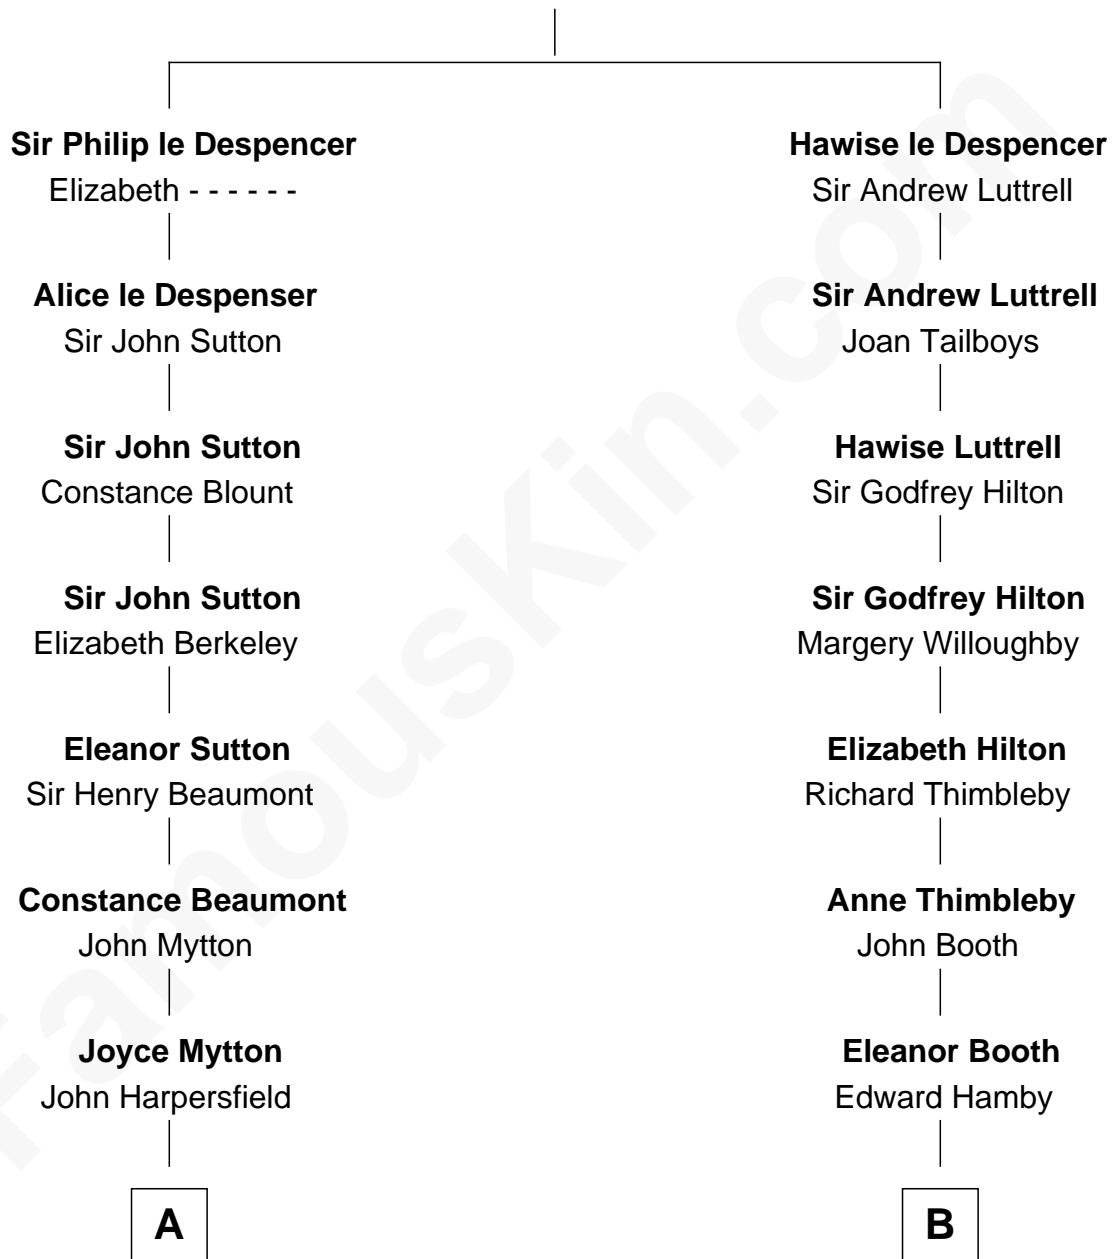 Sir Philip le Despencer
Elizabeth - - - - - -
Alice le Despenser
Sir John Sutton
Sir John Sutton
Constance Blount
Sir John Sutton
Elizabeth Berkeley
Eleanor Sutton
Sir Henry Beaumont
Constance Beaumont
John Mytton
Joyce Mytton
John Harpersfield
A
Hawise le Despencer
Sir Andrew Luttrell
Sir Andrew Luttrell
Joan Tailboys
Hawise Luttrell
Sir Godfrey Hilton
Sir Godfrey Hilton
Margery Willoughby
Elizabeth Hilton
Richard Thimbleby
Anne Thimbleby
John Booth
Eleanor Booth
Edward Hamby
B
FamousKin.com